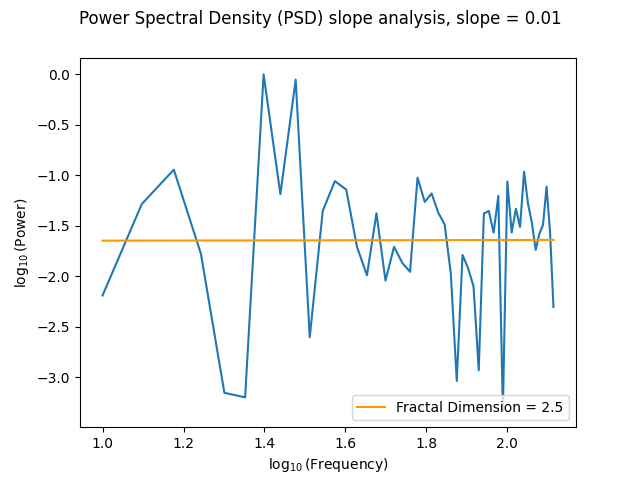 Power Spectral Density (PSD) slope analysis, slope = 0.01
log₁₀(Power)
0.0
−0.5
−1.0
−1.5
−2.0
−2.5
−3.0
Fractal Dimension = 2.5
1.0 1.2 1.4 1.6 1.8 2.0
log₁₀(Frequency)